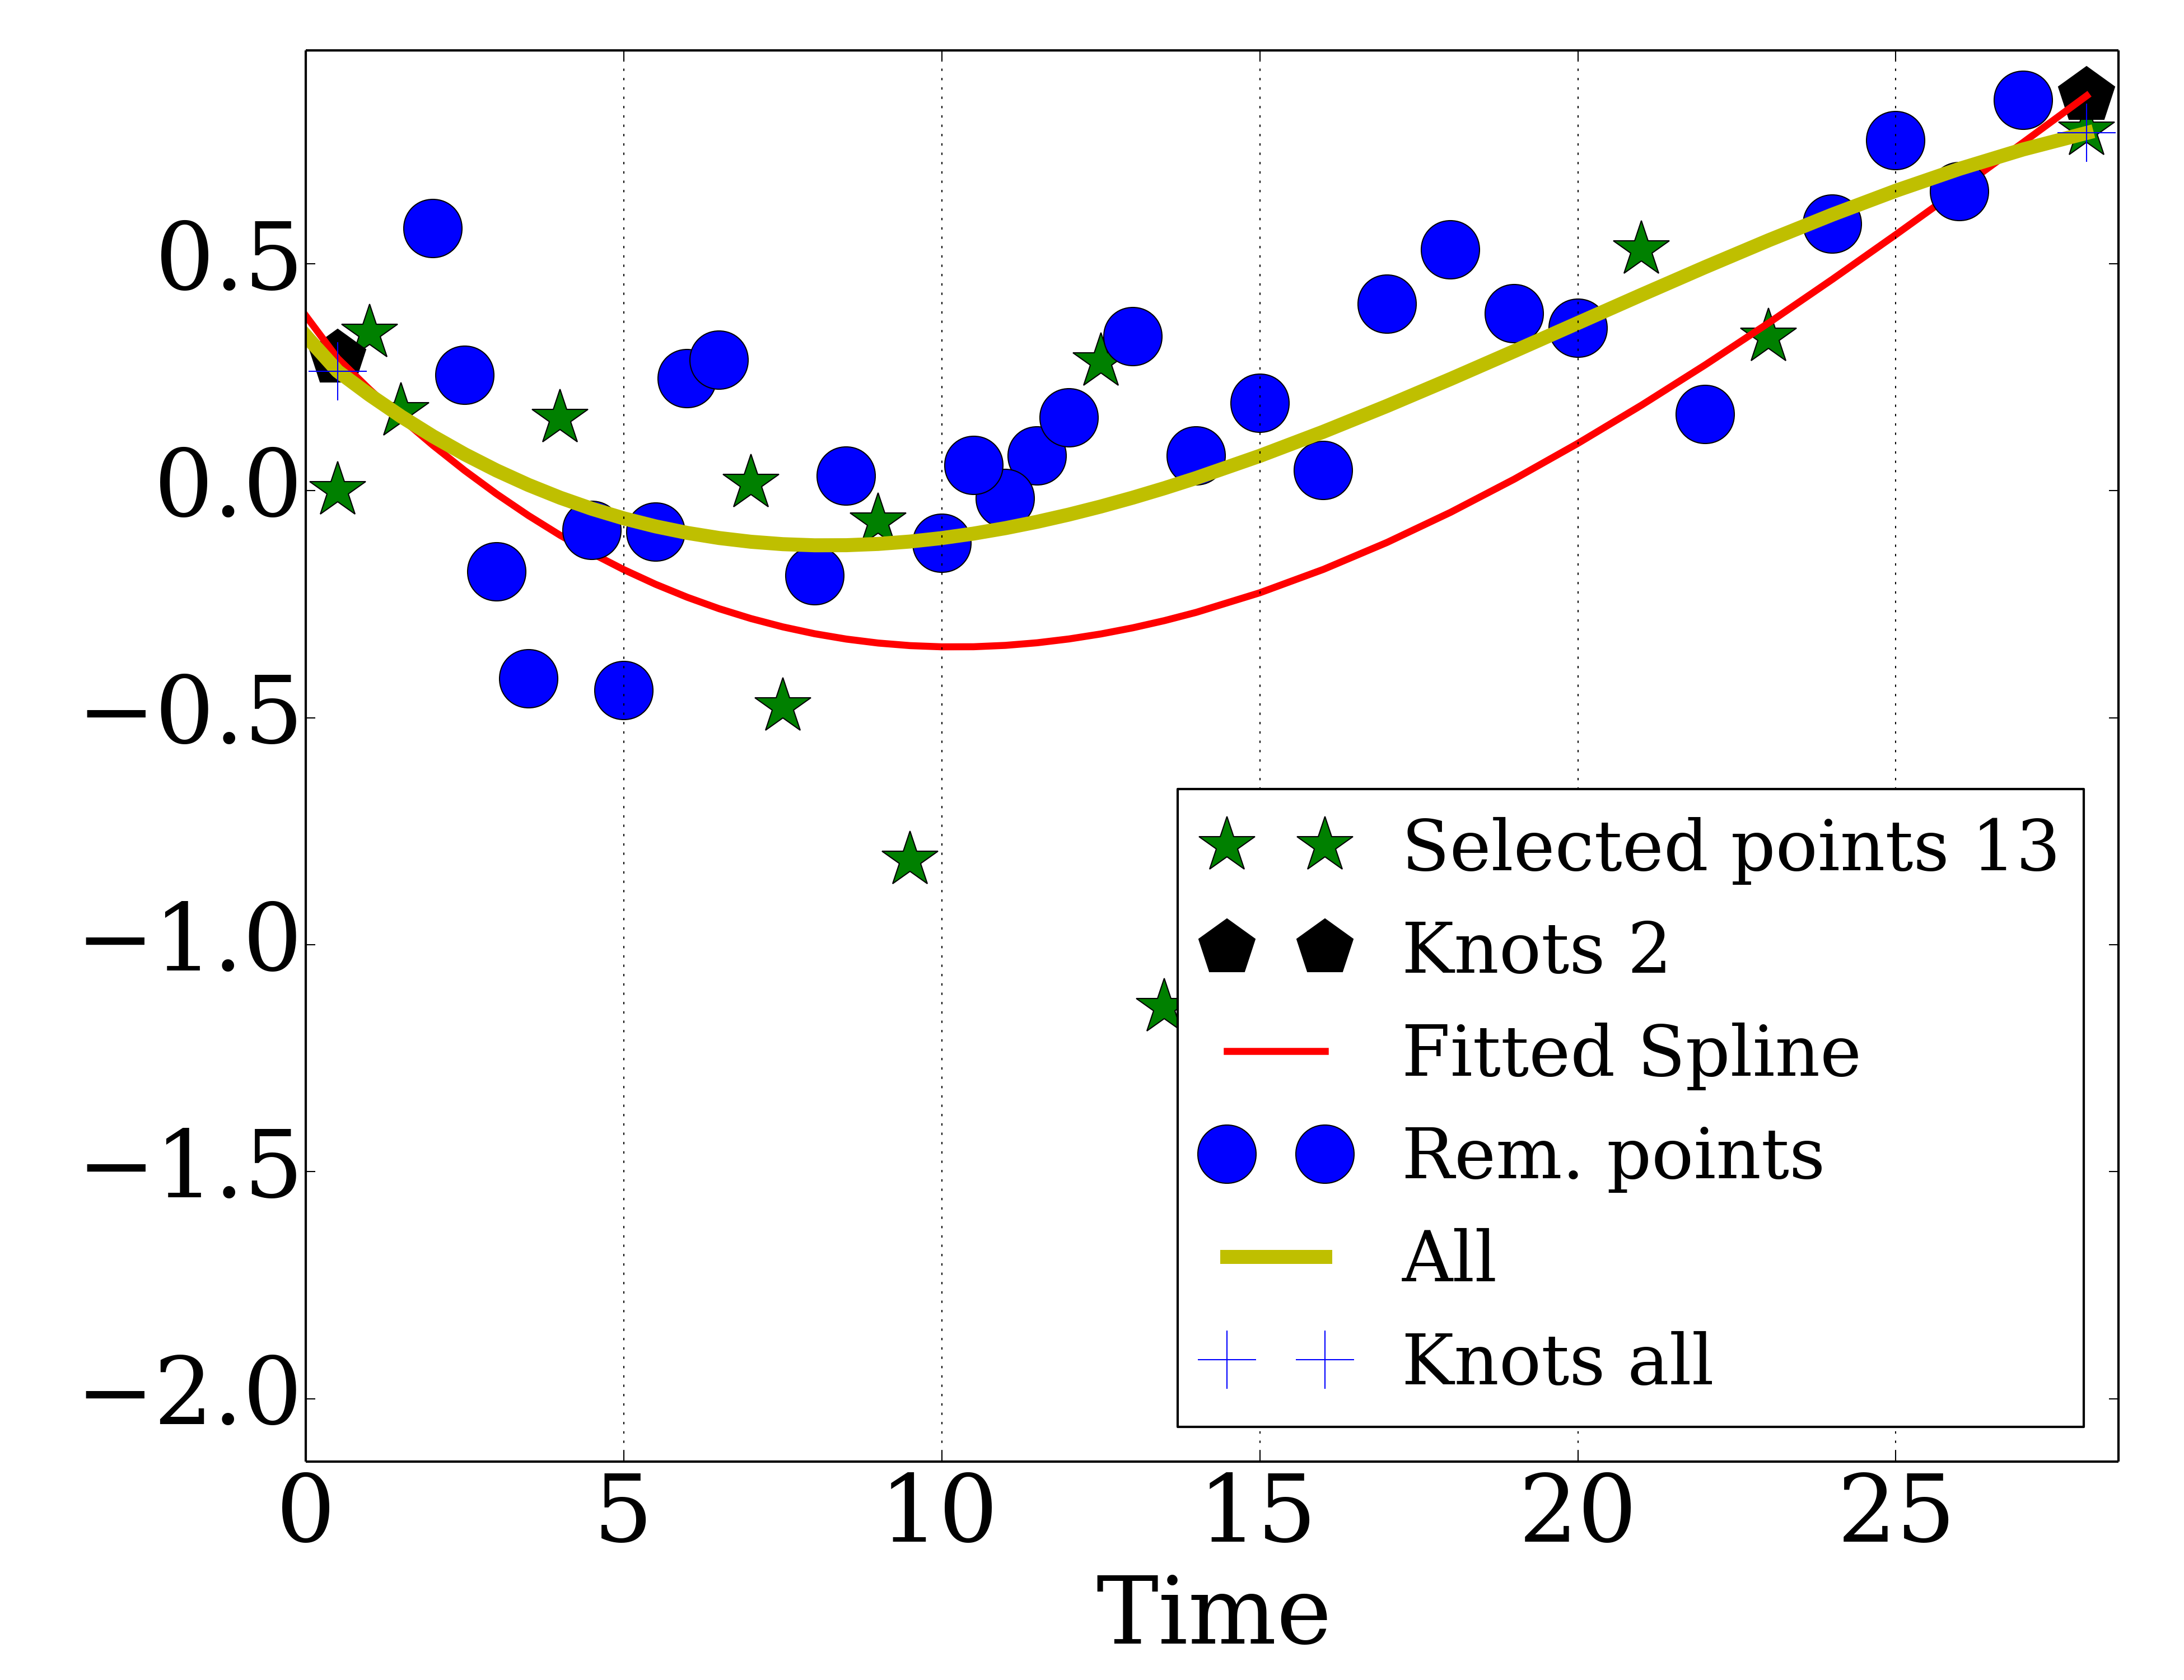 0.5
0.0
−0.5
−1.0
−1.5
−2.0
Selected points 13
Knots 2
Fitted Spline
Rem. points
All
Knots all
0 5 10 15 20 25
Time